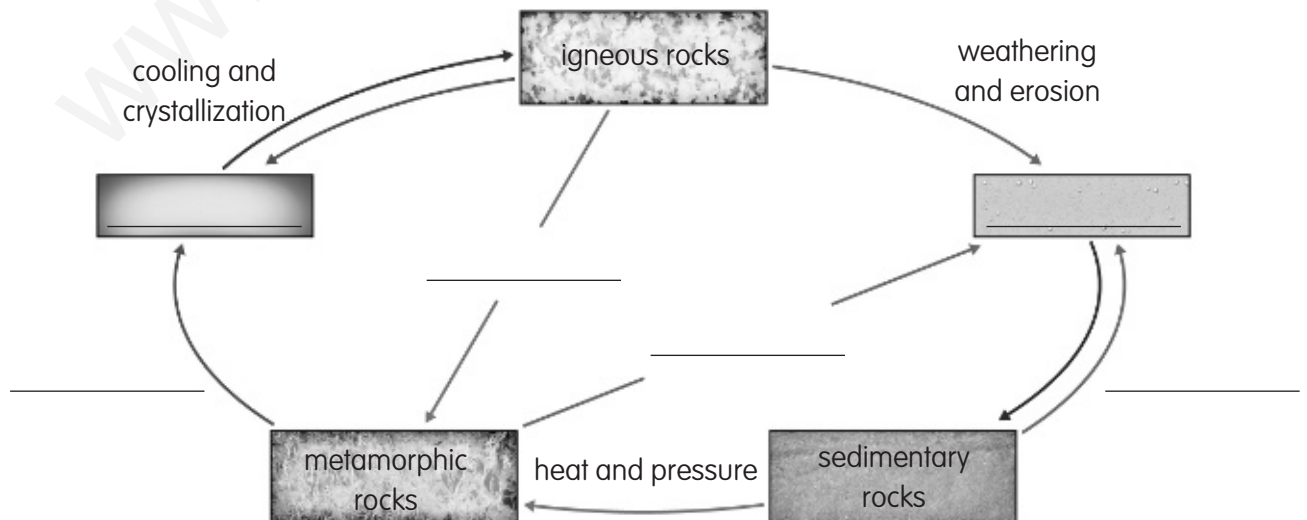 igneous rocks
cooling and
crystallization
weathering
and erosion
metamorphic
rocks
heat and pressure
sedimentary
rocks